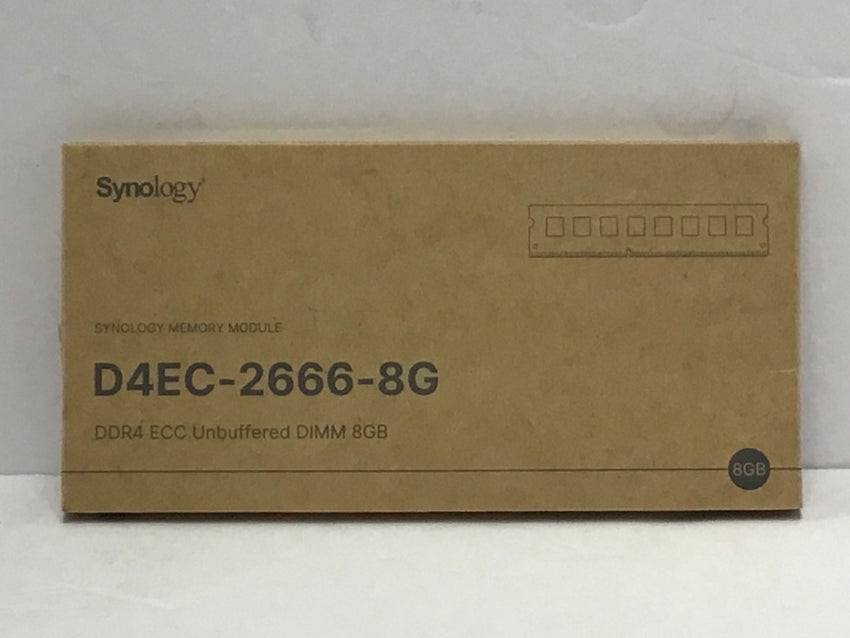 Synology
SYNOLOGY MEMORY MODULE
D4EC-2666-8G
DDR4 ECC Unbuffered DIMM 8GB
8GB